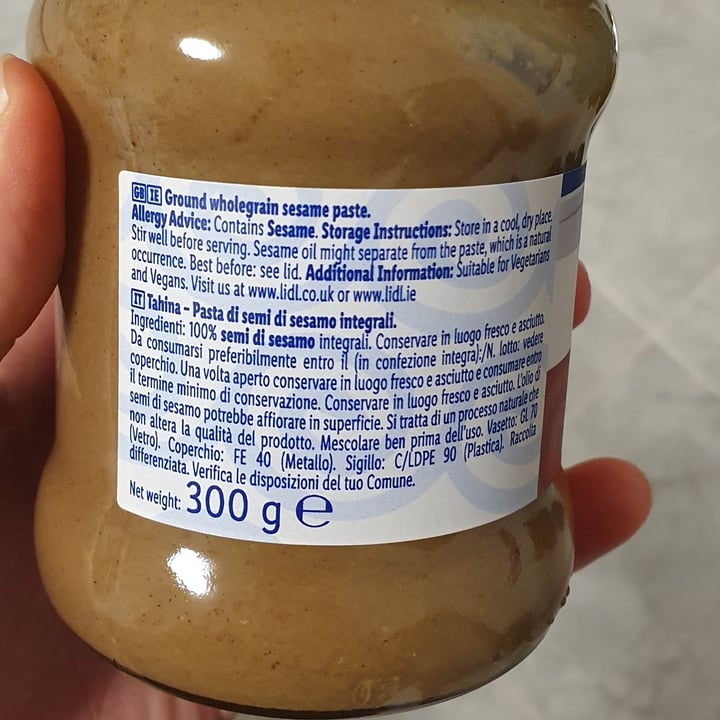 GB IE Ground wholegrain sesame paste.
Allergy Advice: Contains Sesame. Storage Instructions: Store in a cool, dry place.
Stir well before serving. Sesame oil might separate from the paste, which is a natural
occurrence. Best before: see lid. Additional Information: Suitable for Vegetarians
and Vegans. Visit us at www.lidl.co.uk or www.lidl.ie
IT Tahina – Pasta di semi di sesamo integrali.
Ingredienti: 100% semi di sesamo integrali. Conservare in luogo fresco e asciutto.
Da consumarsi preferibilmente entro il (in confezione integra):/N. lotto: vedere
coperchio. Una volta aperto conservare in luogo fresco e asciutto e consumare entro
il termine minimo di conservazione. Conservare in luogo fresco e asciutto. L'olio di
semi di sesamo potrebbe affiorare in superficie. Si tratta di un processo naturale che
non altera la qualità del prodotto. Mescolare ben prima dell'uso. Vasetto: GL 70
(Vetro). Coperchio: FE 40 (Metallo). Sigillo: C/LDPE 90 (Plastica). Raccolta
differenziata. Verifica le disposizioni del tuo Comune.
Net weight: 300 g e